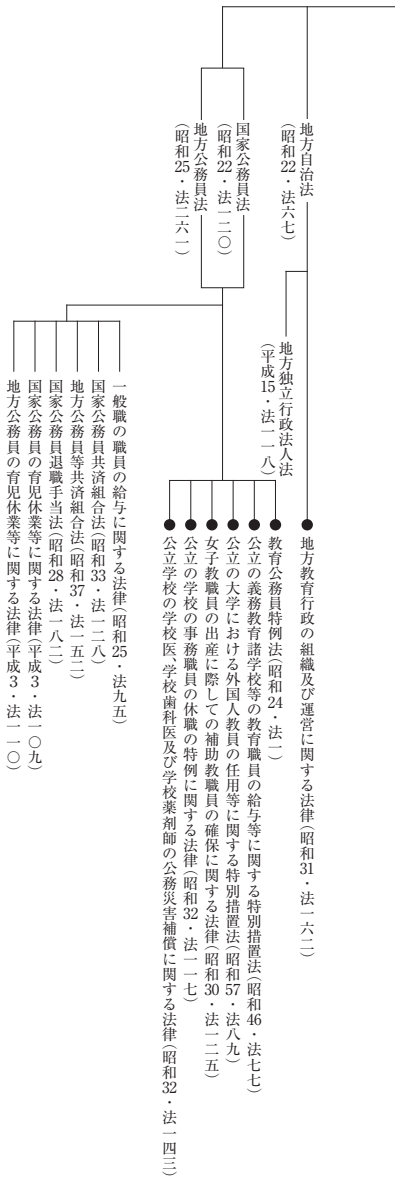 地方自治法
（昭和22・法六七）
地方独立行政法人法
（平成15・法一一八）
●地方教育行政の組織及び運営に関する法律（昭和31・法一六二）
国家公務員法
（昭和22・法一二〇）
地方公務員法
（昭和25・法二六一）
●教育公務員特例法（昭和24・法一）
●公立の義務教育諸学校等の教育職員の給与等に関する特別措置法（昭和46・法七七）
●公立の大学における外国人教員の任用等に関する特別措置法（昭和57・法八九）
●女子教職員の出産に際しての補助教職員の確保に関する法律（昭和30・法一二五）
●公立の学校の事務職員の休職の特例に関する法律（昭和32・法一一七）
●公立学校の学校医、学校歯科医及び学校薬剤師の公務災害補償に関する法律（昭和32・法一四三）
一般職の職員の給与に関する法律（昭和25・法九五）
国家公務員共済組合法（昭和33・法一二八）
地方公務員等共済組合法（昭和37・法一五二）
国家公務員退職手当法（昭和28・法一八二）
国家公務員の育児休業等に関する法律（平成3・法一〇九）
地方公務員の育児休業等に関する法律（平成3・法一一〇）